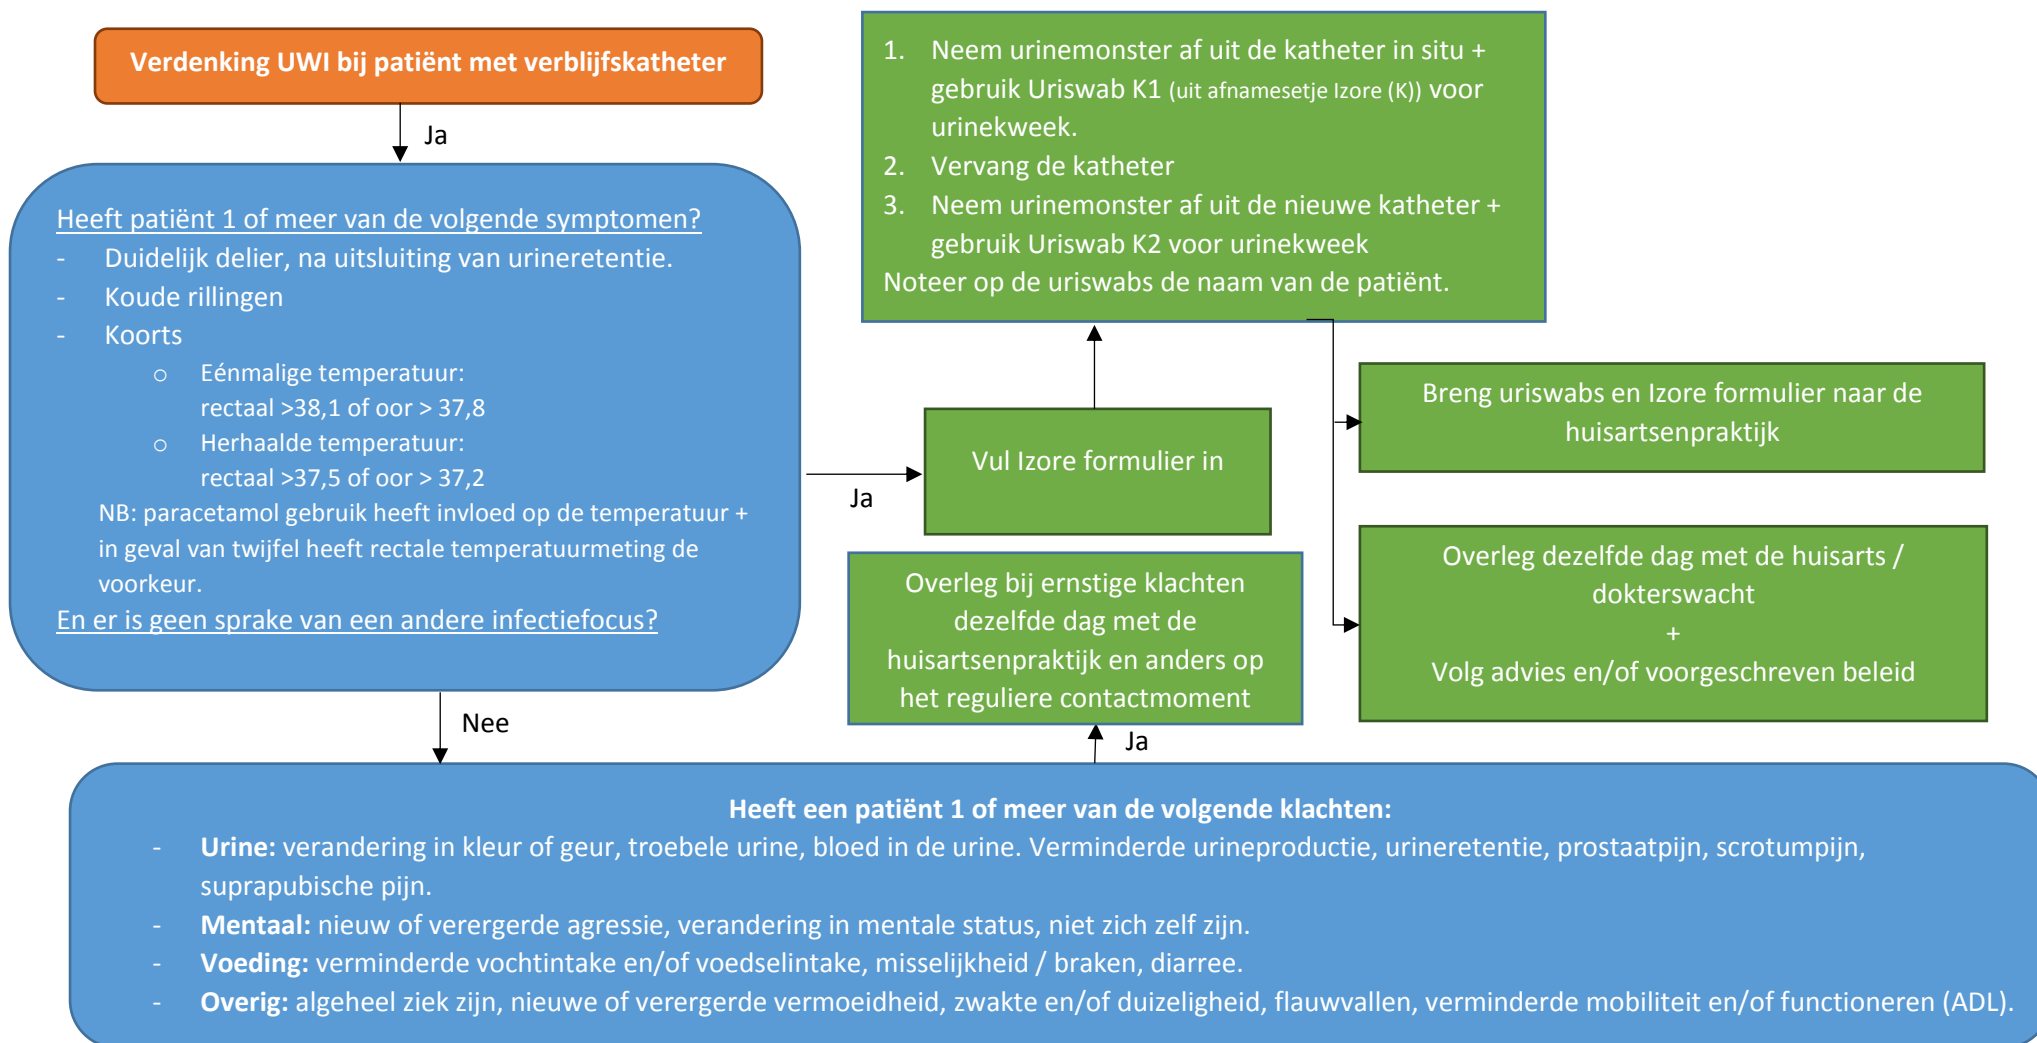 Verdenking UWI bij patiënt met verblijfskatheter
Ja
Heeft patiënt 1 of meer van de volgende symptomen?
- Duidelijk delier, na uitsluiting van urineretentie.
- Koude rillingen
- Koorts
o Eénmalige temperatuur:
rectaal >38,1 of oor > 37,8
o Herhaalde temperatuur:
rectaal >37,5 of oor > 37,2
NB: paracetamol gebruik heeft invloed op de temperatuur +
in geval van twijfel heeft rectale temperatuurmeting de
voorkeur.
En er is geen sprake van een andere infectiefocus?
Ja
Vul Izore formulier in
1. Neem urinemonster af uit de katheter in situ +
gebruik Uriswab K1 (uit afnamesetje Izore (K)) voor
urinekweek.
2. Vervang de katheter
3. Neem urinemonster af uit de nieuwe katheter +
gebruik Uriswab K2 voor urinekweek
Noteer op de uriswabs de naam van de patiënt.
Breng uriswabs en Izore formulier naar de
huisartsenpraktijk
Overleg dezelfde dag met de huisarts /
dokterswacht
+
Volg advies en/of voorgeschreven beleid
Overleg bij ernstige klachten
dezelfde dag met de
huisartsenpraktijk en anders op
het reguliere contactmoment
Nee
Ja
Heeft een patiënt 1 of meer van de volgende klachten:
- Urine: verandering in kleur of geur, troebele urine, bloed in de urine. Verminderde urineproductie, urineretentie, prostaatpijn, scrotumpijn,
suprapubische pijn.
- Mentaal: nieuw of verergerde agressie, verandering in mentale status, niet zich zelf zijn.
- Voeding: verminderde vochtintake en/of voedselintake, misselijkheid / braken, diarree.
- Overig: algeheel ziek zijn, nieuwe of verergerde vermoeidheid, zwakte en/of duizeligheid, flauwvallen, verminderde mobiliteit en/of functioneren (ADL).